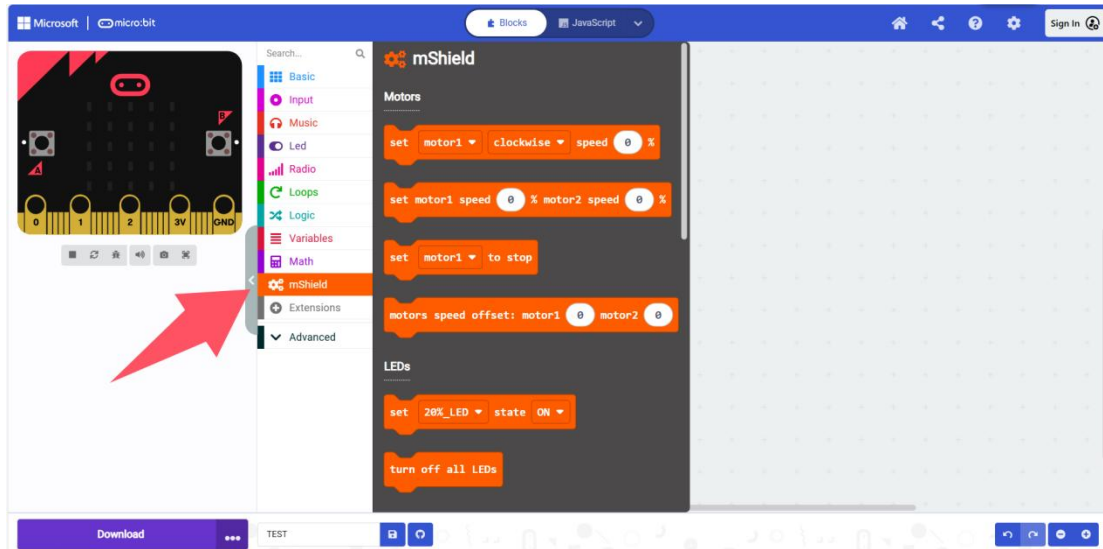 Microsoft | micro:bit
Blocks
JavaScript
Sign In
A
B
0 1 2 3V GND
Search...
Basic
Input
Music
Led
Radio
Loops
Logic
Variables
Math
mShield
Extensions
Advanced
mShield
Motors
set motor1 clockwise speed 0 %
set motor1 speed 0 % motor2 speed 0 %
set motor1 to stop
motors speed offset: motor1 0 motor2 0
LEDs
set 20%_LED state ON
turn off all LEDs
Download
TEST